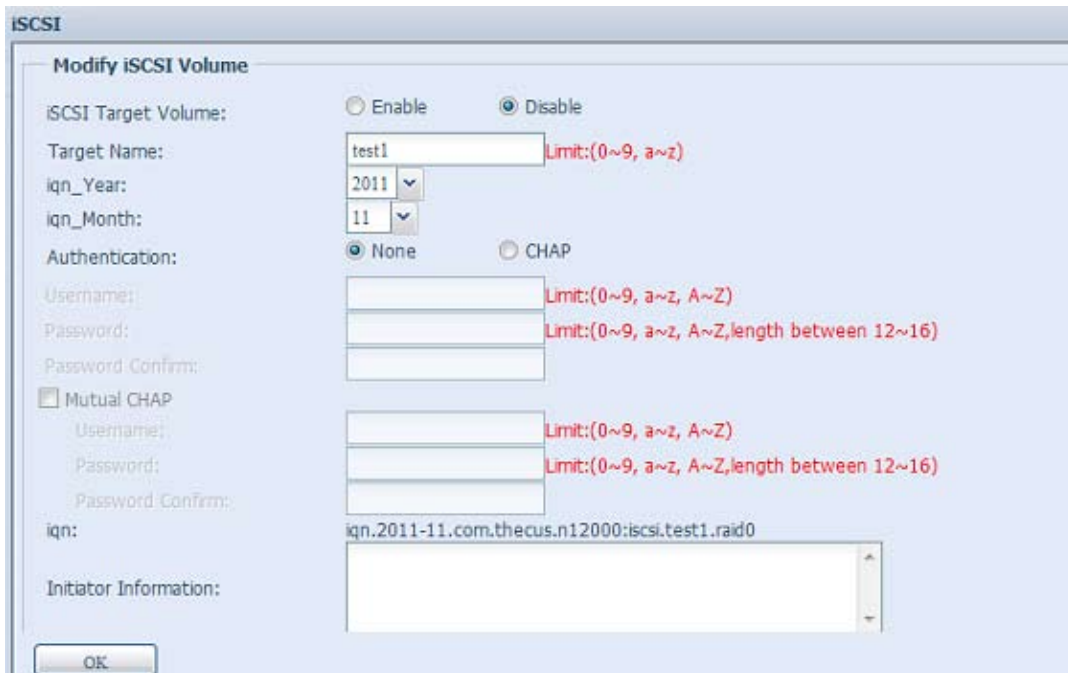 iSCSI
Modify iSCSI Volume
iSCSI Target Volume: Enable Disable
Target Name: test1 Limit:(0~9, a~z)
iqn_Year: 2011
iqn_Month: 11
Authentication: None CHAP
Username: Limit:(0~9, a~z, A~Z)
Password: Limit:(0~9, a~z, A~Z,length between 12~16)
Password Confirm:
Mutual CHAP
Username: Limit:(0~9, a~z, A~Z)
Password: Limit:(0~9, a~z, A~Z,length between 12~16)
Password Confirm:
iqn: iqn.2011-11.com.thecus.n12000:iscsi.test1.raid0
Initiator Information:
OK